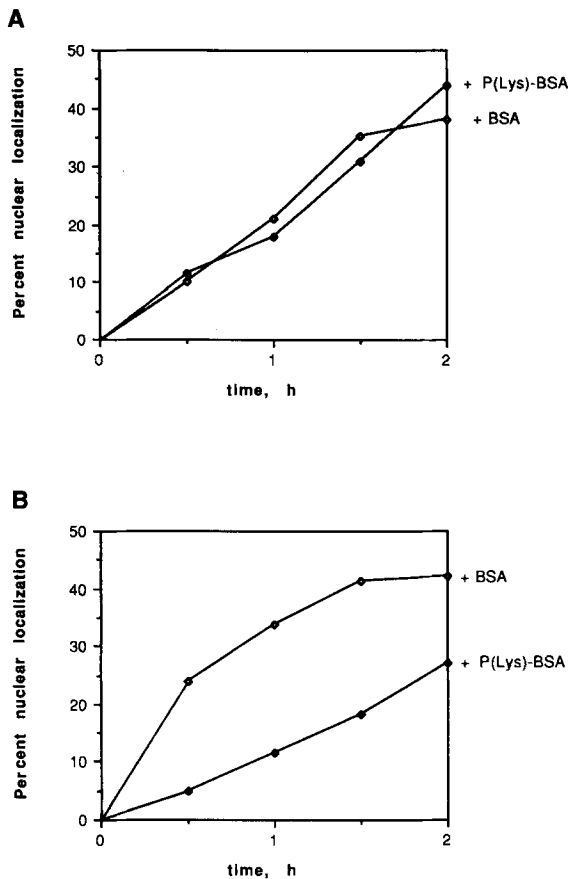 A
50
40
30
20
10
0
Percent nuclear localization
+ P(Lys)-BSA
+ BSA
0 1 2
time, h
B
50
40
30
20
10
0
Percent nuclear localization
+ BSA
+ P(Lys)-BSA
0 1 2
time, h